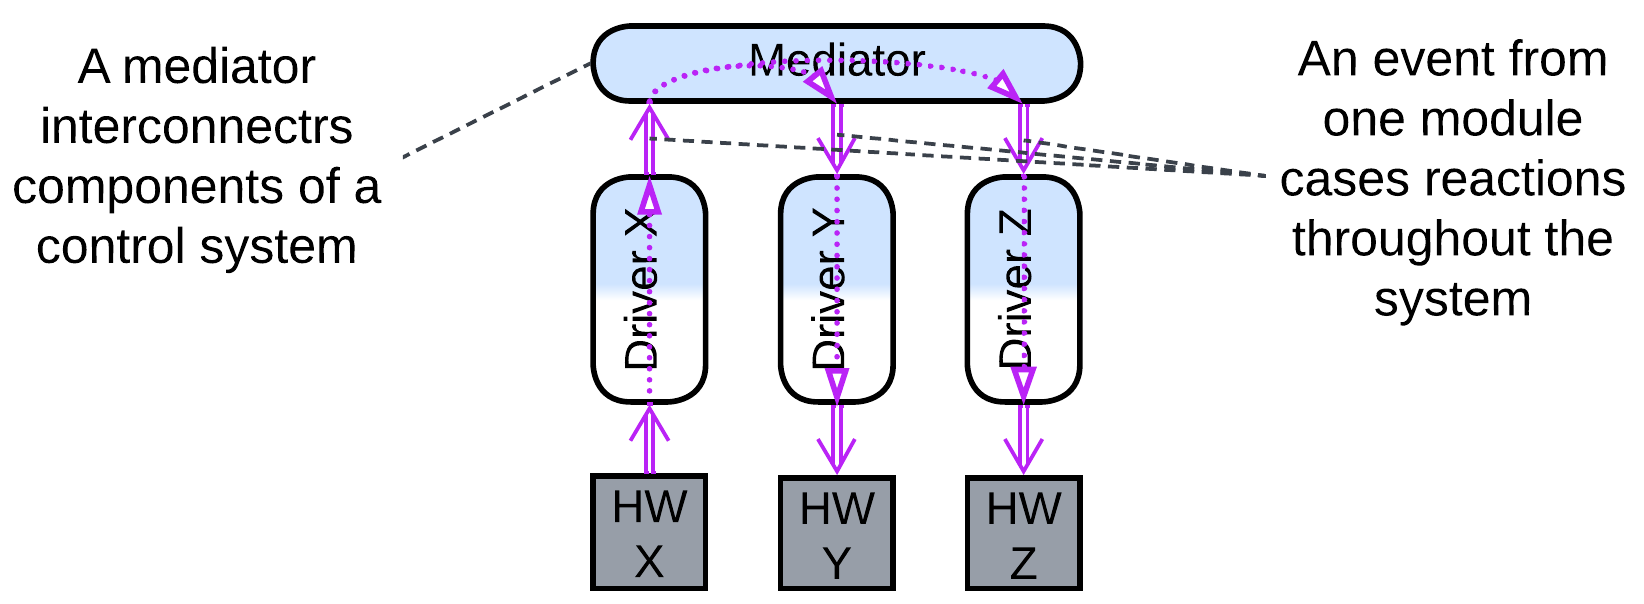 A mediator
interconnectrs
components of a
control system
Mediator
An event from
one module
cases reactions
throughout the
system
Driver X
Driver Y
Driver Z
HW
X
HW
Y
HW
Z